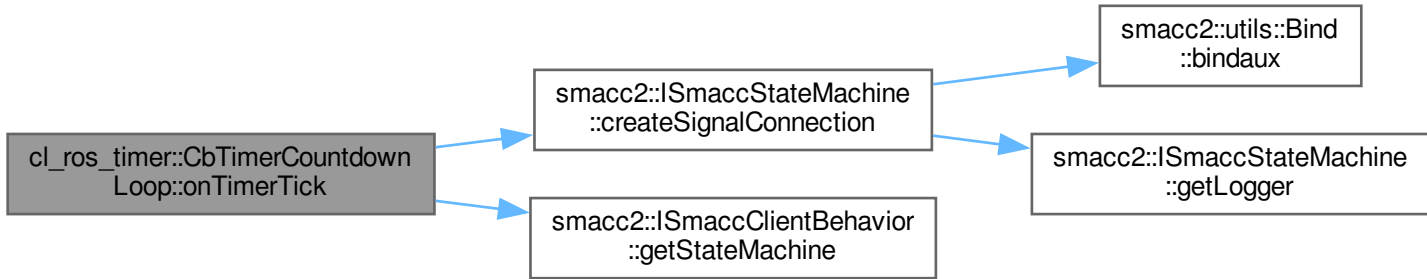 cl_ros_timer::CbTimerCountdown
Loop::onTimerTick
smacc2::ISmaccStateMachine
::createSignalConnection
smacc2::utils::Bind
::bindaux
smacc2::ISmaccStateMachine
::getLogger
smacc2::ISmaccClientBehavior
::getStateMachine